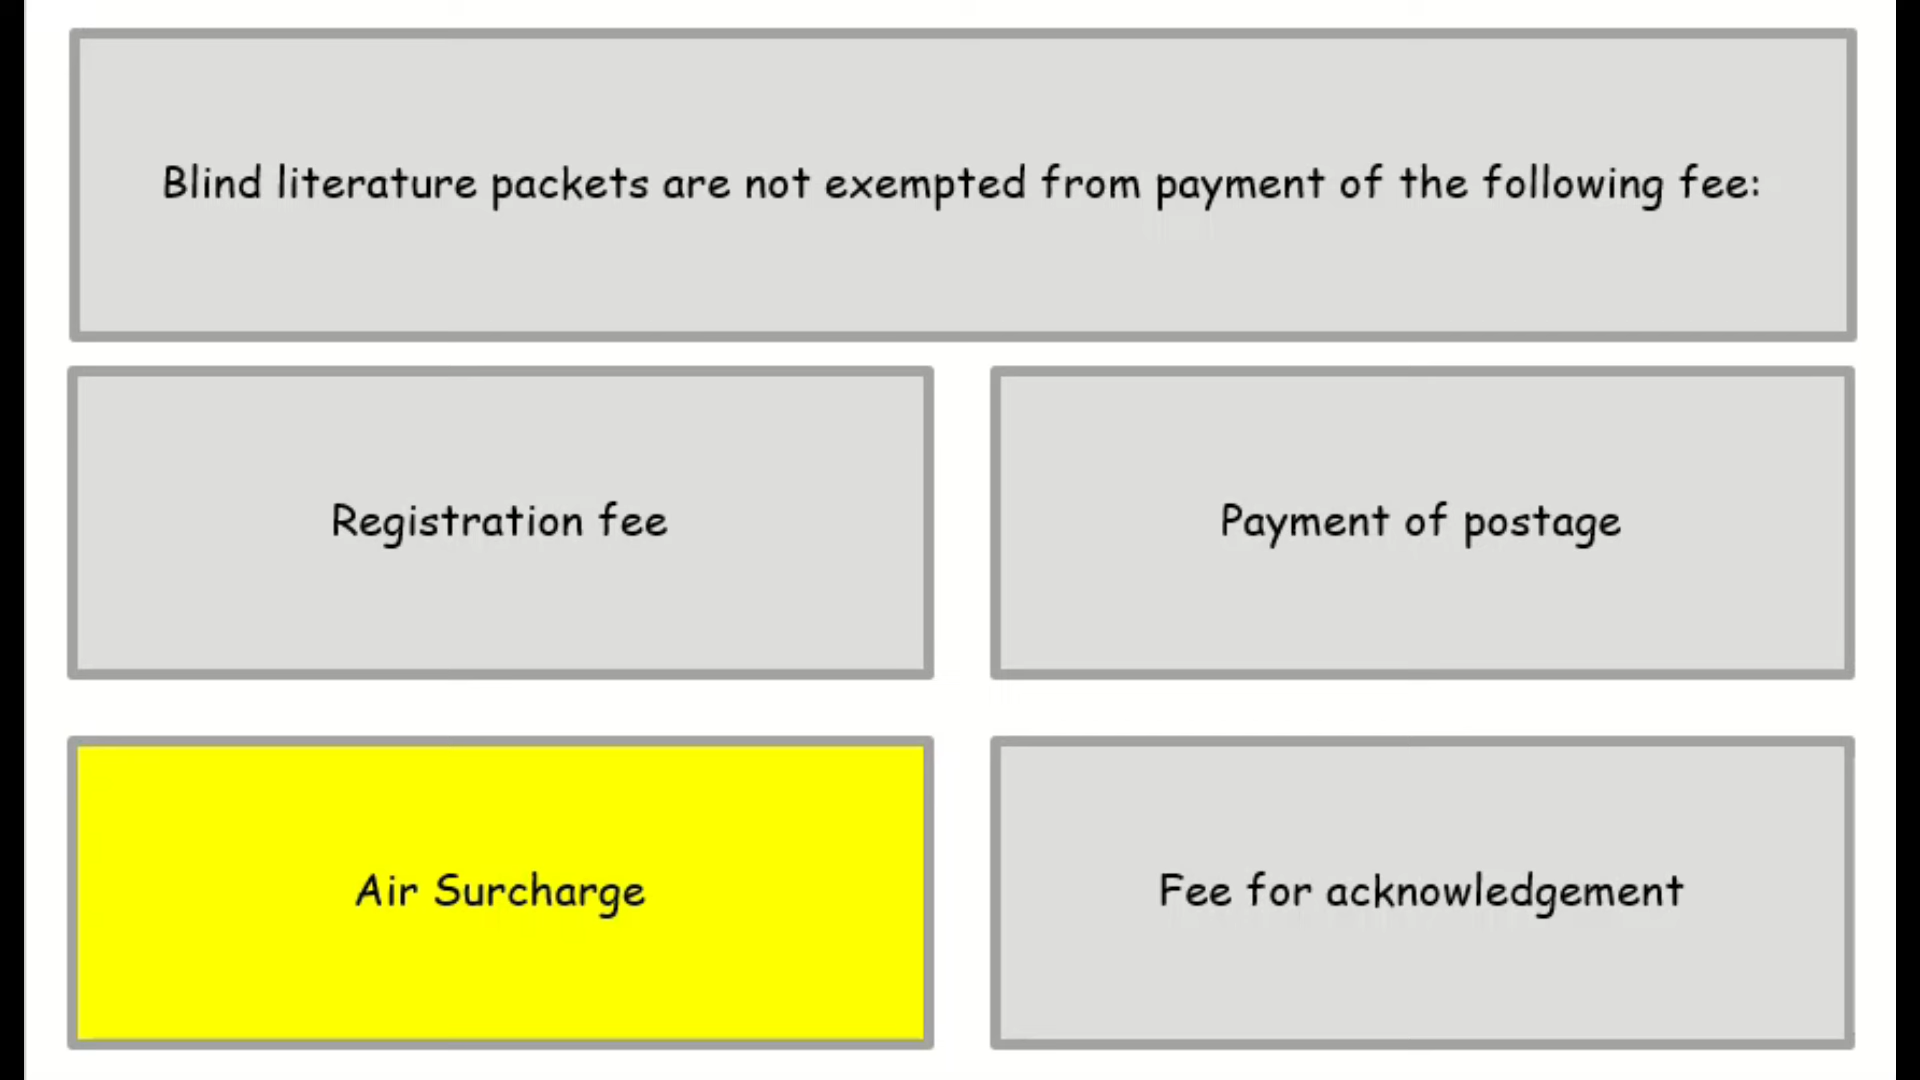 Blind literature packets are not exempted from payment of the following fee:
Registration fee
Payment of postage
Air Surcharge
Fee for acknowledgement